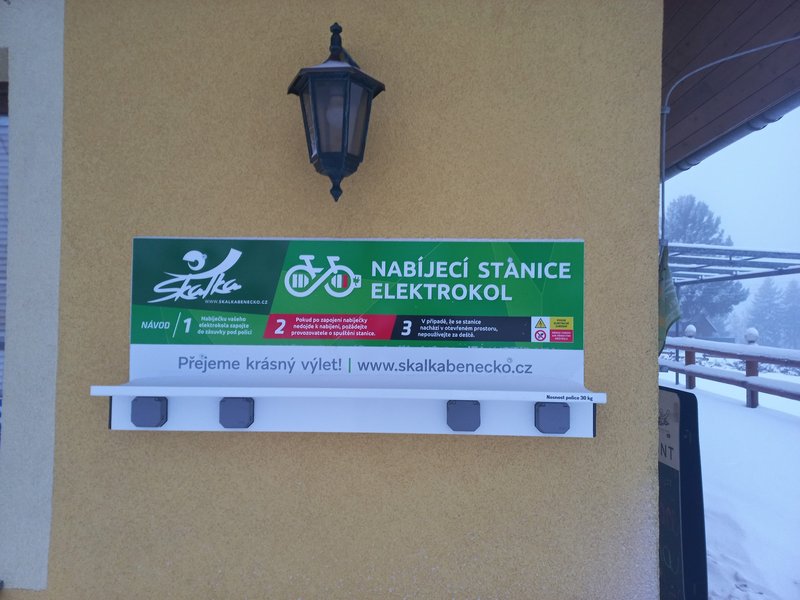 Skalka
WWW.SKALKABENECKO.CZ
NABÍJECÍ STANICE
ELEKTROKOL
NÁVOD / 1
Nabíječku vašeho
elektrokola zapojte
do zásuvky pod policí
2
Pokud po zapojení nabíječky
nedojde k nabíjení, požádejte
provozovatele o spuštění stanice.
3
V případě, že se stanice
nachází v otevřeném prostoru,
nepoužívejte za deště.
Přejeme krásný výlet! | www.skalkabenecko.cz
Nosnost police 30 kg
NT